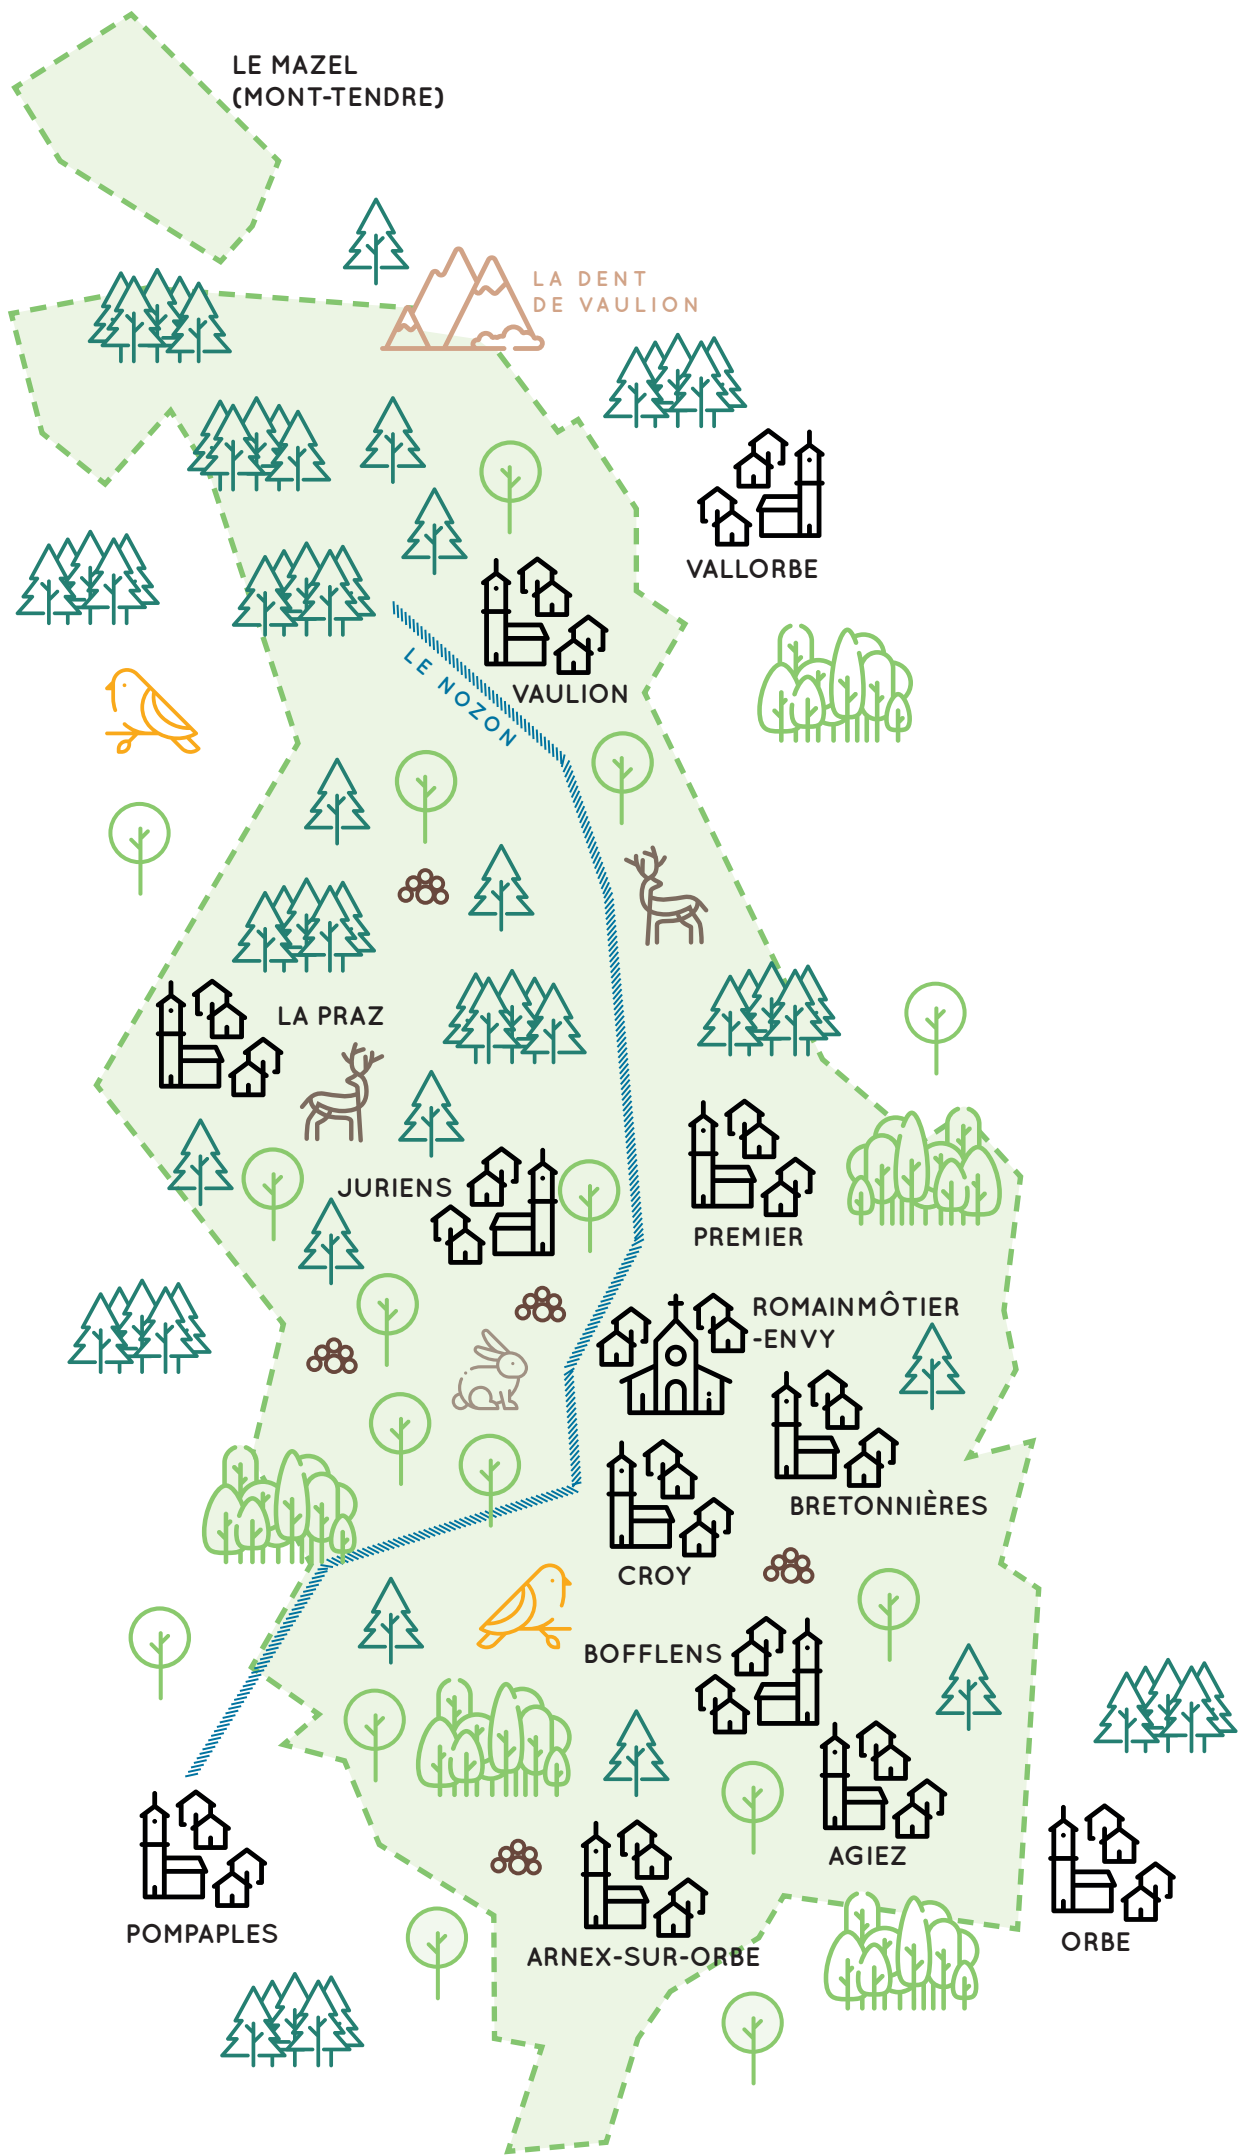 LE MAZEL
(MONT-TENDRE)
LA DENT
DE VAULION
VALLORBE
LE NOZON
VAULION
LA PRAZ
JURIENS
PREMIER
ROMAINMÔTIER
-ENVY
BRETONNIÈRES
CROY
BOFFLENS
AGIEZ
POMPAPLES
ARNEX-SUR-ORBE
ORBE